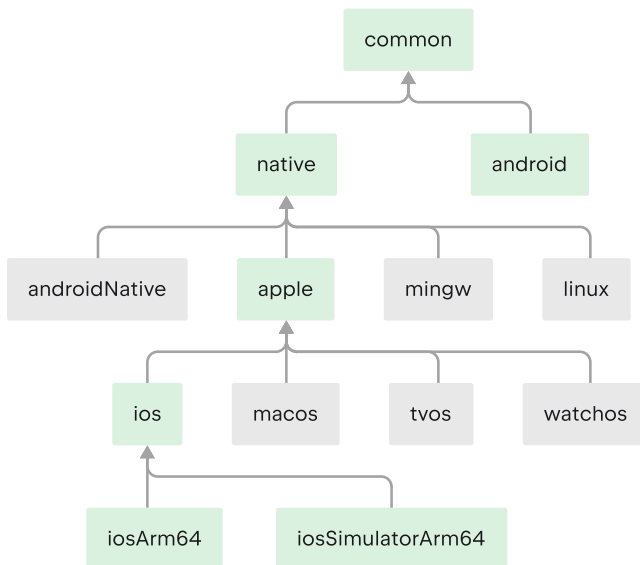 common
native
android
androidNative
apple
mingw
linux
ios
macos
tvos
watchos
iosArm64
iosSimulatorArm64